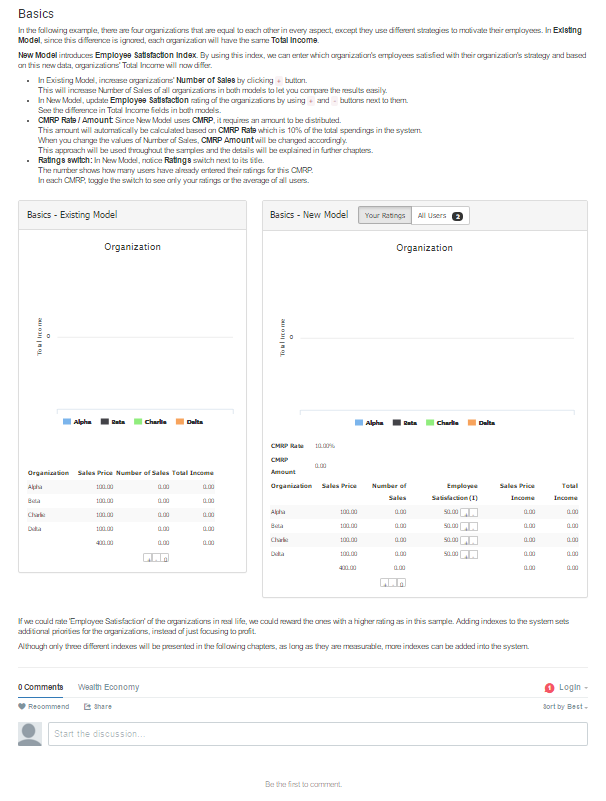 Basics
In the following example, there are four organizations that are equal to each other in every aspect, except they use different strategies to motivate their employees. In Existing
Model, since this difference is ignored, each organization will have the same Total Income.
New Model introduces Employee Satisfaction Index. By using this index, we can enter which organization's employees satisfied with their organization's strategy and based
on this new data, organizations' Total Income will now differ.
• In Existing Model, increase organizations' Number of Sales by clicking + button.
This will increase Number of Sales of all organizations in both models to let you compare the results easily.
• In New Model, update Employee Satisfaction rating of the organizations by using + and - buttons next to them.
See the difference in Total Income fields in both models.
• CMRP Rate / Amount: Since New Model uses CMRP, it requires an amount to be distributed.
This amount will automatically be calculated based on CMRP Rate which is 10% of the total spendings in the system.
When you change the values of Number of Sales, CMRP Amount will be changed accordingly.
This approach will be used throughout the samples and the details will be explained in further chapters.
• Ratings switch: In New Model, notice Ratings switch next to its title.
The number shows how many users have already entered their ratings for this CMRP.
In each CMRP, toggle the switch to see only your ratings or the average of all users.
Basics - Existing Model
Organization
Total Income
0
Alpha Beta Charlie Delta
Organization Sales Price Number of Sales Total Income
Alpha 100.00 0.00 0.00
Beta 100.00 0.00 0.00
Charlie 100.00 0.00 0.00
Delta 100.00 0.00 0.00
400.00 0.00 0.00
Basics - New Model Your Ratings All Users 2
Organization
Total Income
0
Alpha Beta Charlie Delta
CMRP Rate 10.00%
CMRP
Amount 0.00
Organization Sales Price Number of Employee Sales Price Total
Sales Satisfaction (1) Income Income
Alpha 100.00 0.00 50.00 0.00 0.00
Beta 100.00 0.00 50.00 0.00 0.00
Charlie 100.00 0.00 50.00 0.00 0.00
Delta 100.00 0.00 50.00 0.00 0.00
400.00 0.00 0.00 0.00
If we could rate 'Employee Satisfaction' of the organizations in real life, we could reward the ones with a higher rating as in this sample. Adding indexes to the system sets
additional priorities for the organizations, instead of just focusing to profit.
Although only three different indexes will be presented in the following chapters, as long as they are measurable, more indexes can be added into the system.
0 Comments Wealth Economy 1 Login
Recommend Share Sort by Best
Start the discussion...
Be the first to comment.